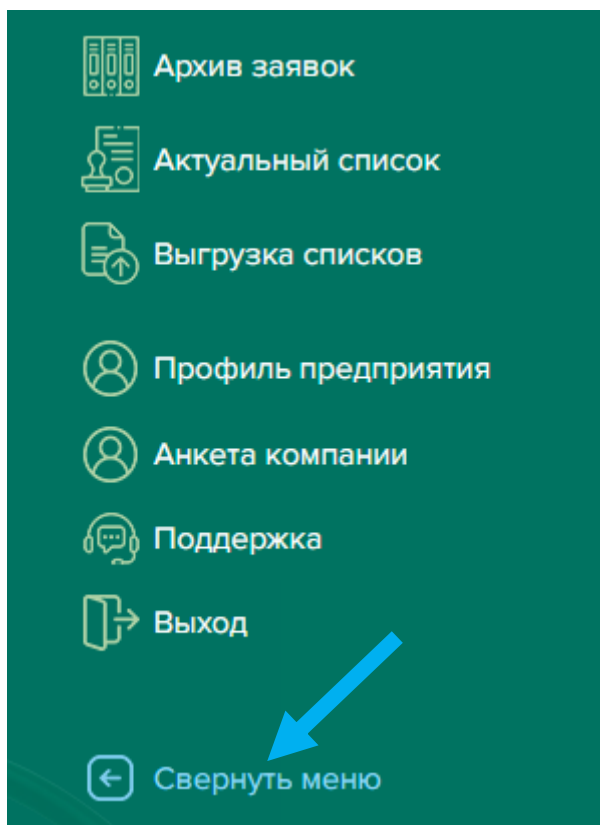 Архив заявок
Актуальный список
Выгрузка списков
Профиль предприятия
Анкета компании
Поддержка
Выход
Свернуть меню